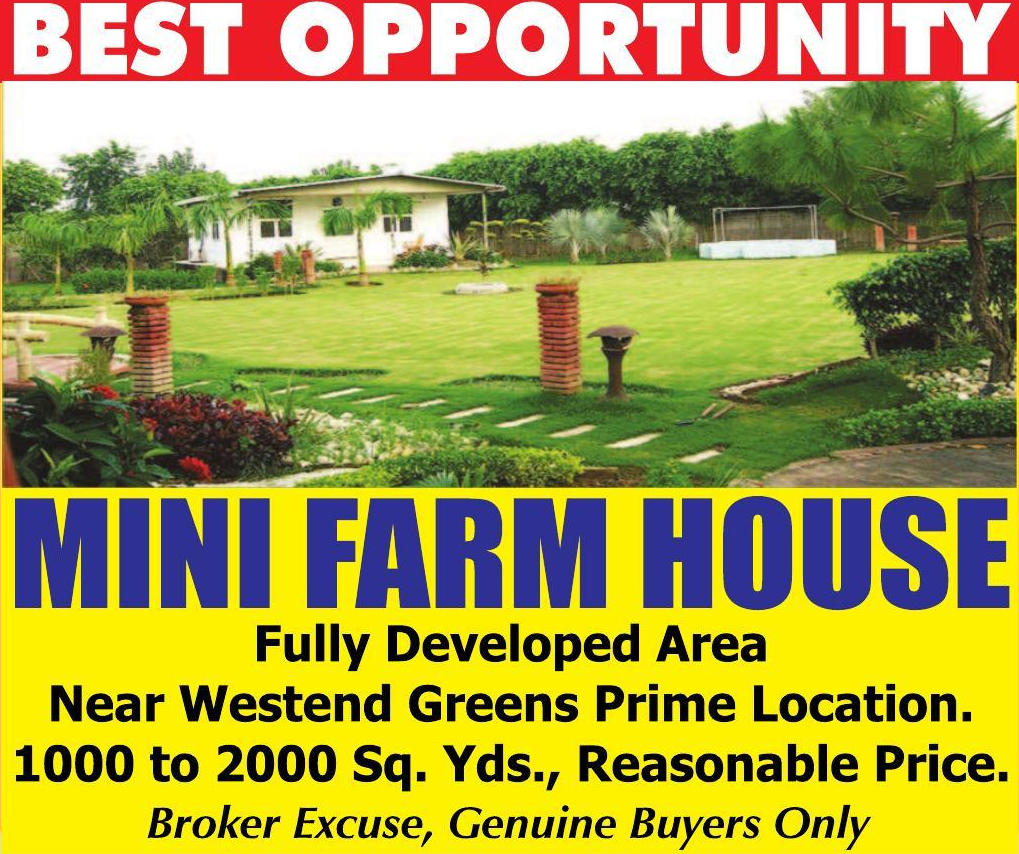 BEST OPPORTUNITY
MINI FARM HOUSE
Fully Developed Area
Near Westend Greens Prime Location.
1000 to 2000 Sq. Yds., Reasonable Price.
Broker Excuse, Genuine Buyers Only